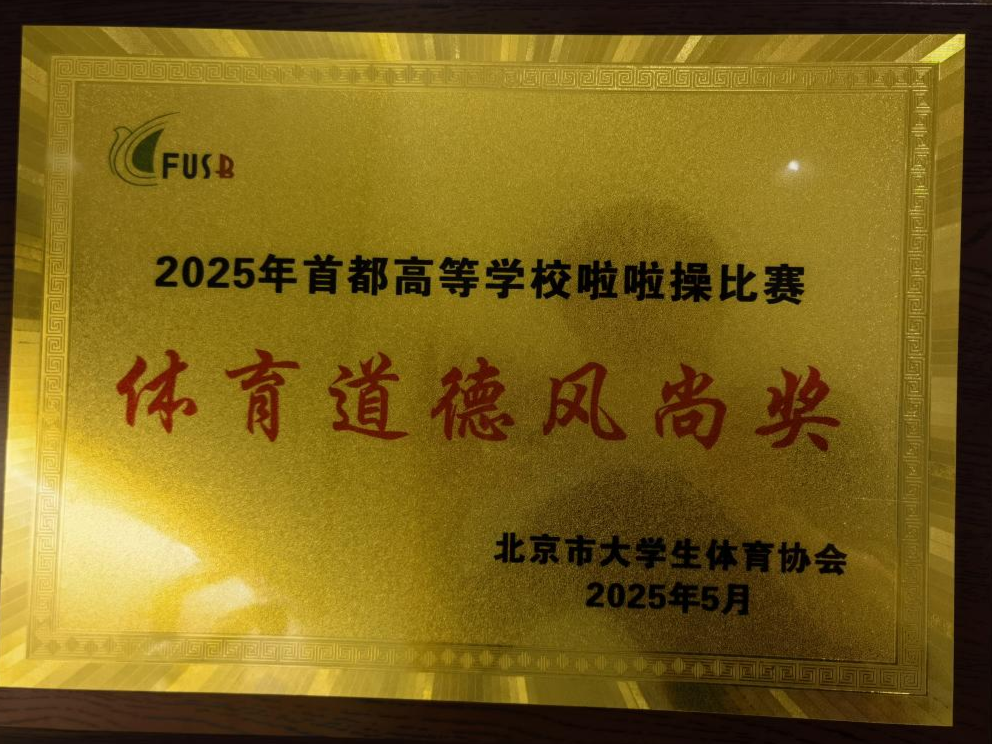 FUSB
2025年首都高等学校啦啦操比赛
体育道德风尚奖
北京市大学生体育协会
2025年5月